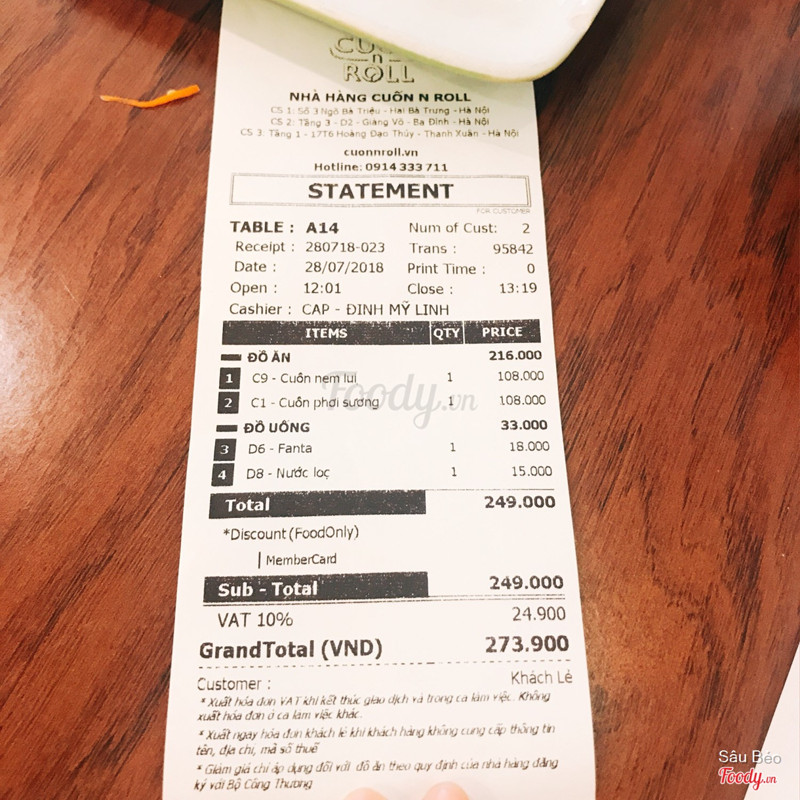 CUỐN
n
ROLL
NHÀ HÀNG CUỐN N ROLL
CS 1: Số 3 Ngõ Bà Triệu - Hai Bà Trưng - Hà Nội
CS 2: Tầng 3 - D2 - Giảng Võ - Ba Đình - Hà Nội
CS 3: Tầng 1 - 17T6 Hoàng Đạo Thúy - Thanh Xuân - Hà Nội
cuonnroll.vn
Hotline: 0914 333 711
STATEMENT
FOR CUSTOMER
TABLE : A14 Num of Cust: 2
Receipt : 280718-023 Trans : 95842
Date : 28/07/2018 Print Time : 0
Open : 12:01 Close : 13:19
Cashier : CAP - ĐINH MỸ LINH
ITEMS QTY PRICE
ĐỒ ĂN 216.000
1 C9 - Cuốn nem lụi 1 108.000
2 C1 - Cuốn phơi sương 1 108.000
ĐỒ UỐNG 33.000
3 D6 - Fanta 1 18.000
4 D8 - Nước lọc 1 15.000
Total 249.000
*Discount (FoodOnly)
| MemberCard
Sub - Total 249.000
VAT 10% 24.900
GrandTotal (VND) 273.900
Customer : Khách Lẻ
* Xuất hóa đơn VAT khi kết thúc giao dịch và trong ca làm việc. Không
xuất hóa đơn ở ca làm việc khác.
* Xuất ngay hóa đơn khách lẻ khi khách hàng không cung cấp thông tin
tên, địa chỉ, mã số thuế
* Giảm giá chỉ áp dụng đối với đồ ăn theo quy định của nhà hàng đăng
ký với Bộ Công Thương
Foody.vn
Sâu Béo
Foody.vn